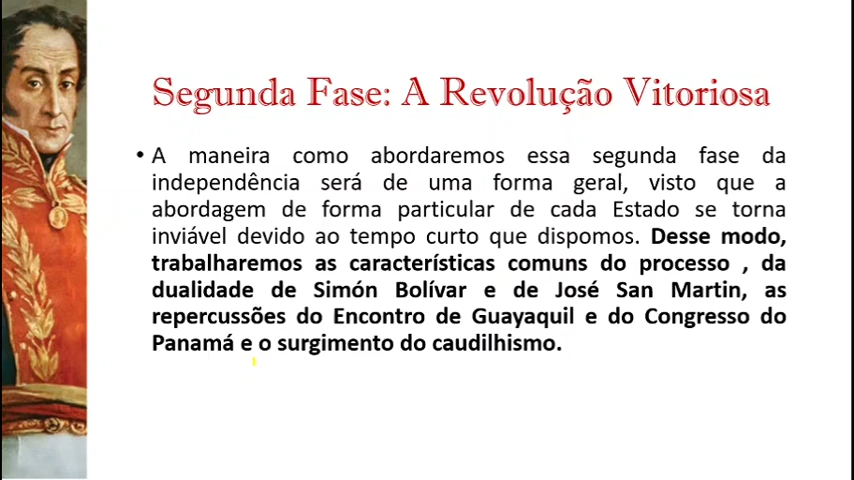 Segunda Fase: A Revolução Vitoriosa
• A maneira como abordaremos essa segunda fase da
independência será de uma forma geral, visto que a
abordagem de forma particular de cada Estado se torna
inviável devido ao tempo curto que dispomos. Desse modo,
trabalharemos as características comuns do processo , da
dualidade de Simón Bolívar e de José San Martin, as
repercussões do Encontro de Guayaquil e do Congresso do
Panamá e o surgimento do caudilhismo.